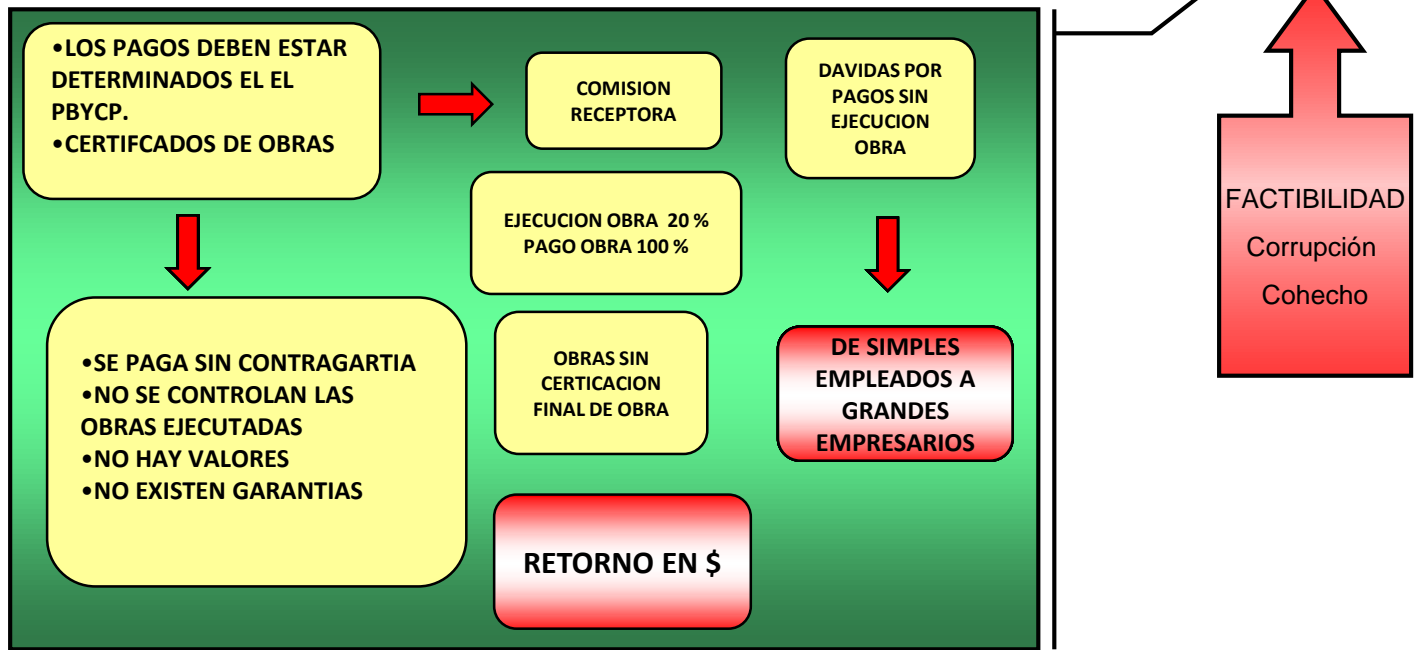 •LOS PAGOS DEBEN ESTAR
DETERMINADOS EL EL
PBYCP.
•CERTIFCADOS DE OBRAS
COMISION
RECEPTORA
DAVIDAS POR
PAGOS SIN
EJECUCION
OBRA
EJECUCION OBRA 20 %
PAGO OBRA 100 %
•SE PAGA SIN CONTRAGARTIA
•NO SE CONTROLAN LAS
OBRAS EJECUTADAS
•NO HAY VALORES
•NO EXISTEN GARANTIAS
OBRAS SIN
CERTICACION
FINAL DE OBRA
DE SIMPLES
EMPLEADOS A
GRANDES
EMPRESARIOS
RETORNO EN $
FACTIBILIDAD
Corrupción
Cohecho